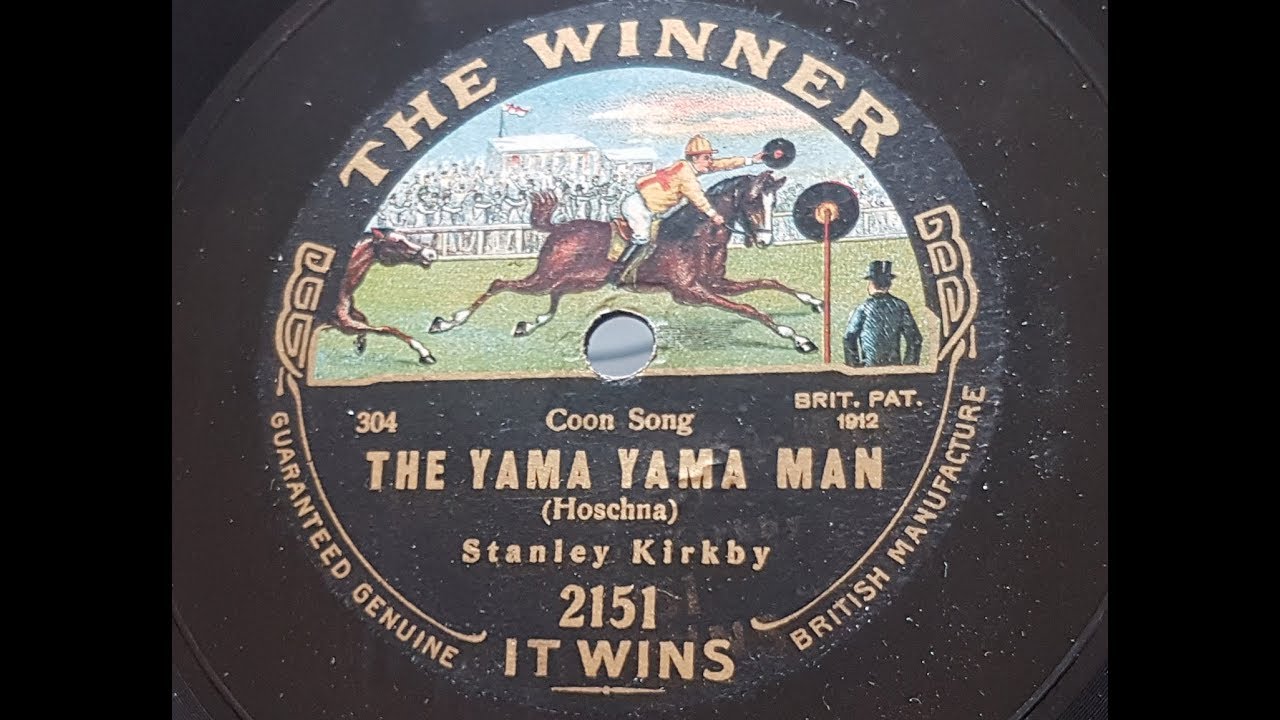 THE WINNER
304
Coon Song
BRIT. PAT.
1912
THE YAMA YAMA MAN
(Hoschna)
Stanley Kirkby
2151
IT WINS
GUARANTEED GENUINE
BRITISH MANUFACTURE